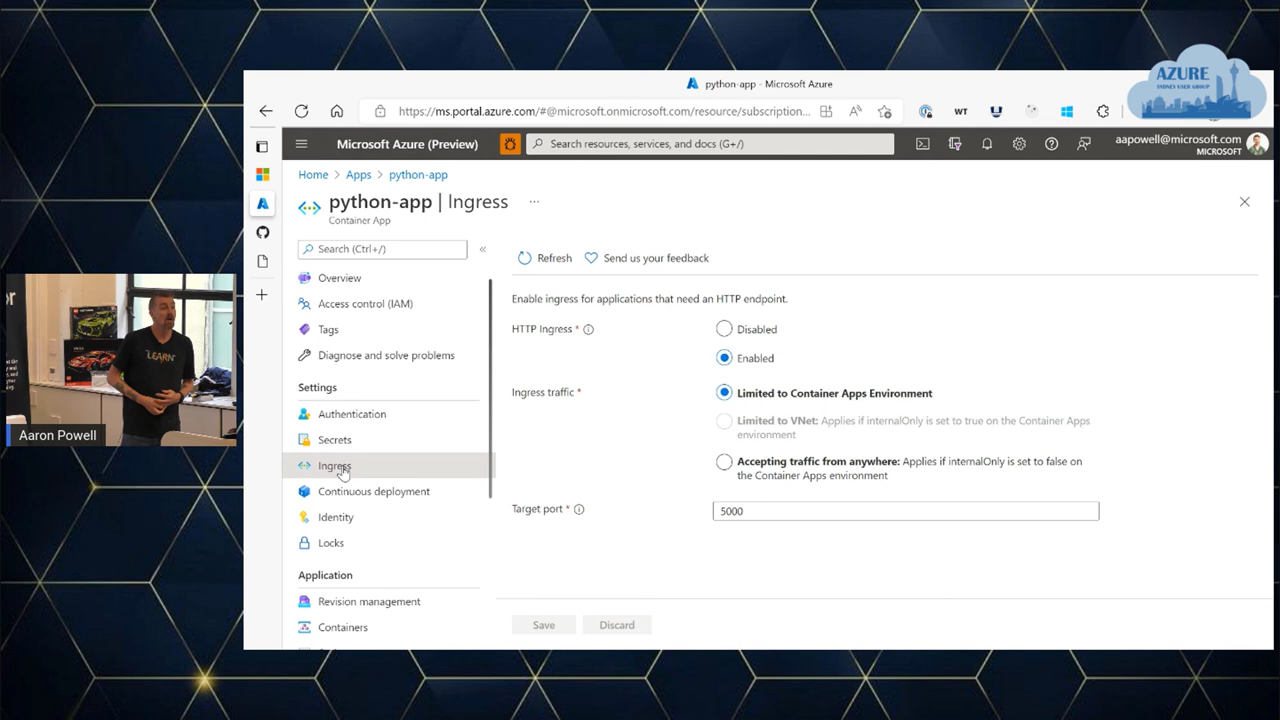 python-app - Microsoft Azure
AZURE
SYDNEY USER GROUP
https://ms.portal.azure.com/#@microsoft.onmicrosoft.com/resource/subscription...
WT
Microsoft Azure (Preview)
Search resources, services, and docs (G+/)
aapowell@microsoft.com
MICROSOFT
Home > Apps > python-app
python-app | Ingress ...
Container App
Search (Ctrl+/)
«
Overview
Access control (IAM)
Tags
Diagnose and solve problems
Settings
Authentication
Secrets
Ingress
Continuous deployment
Identity
Locks
Application
Revision management
Containers
Refresh
Send us your feedback
Enable ingress for applications that need an HTTP endpoint.
HTTP Ingress *
Disabled
Enabled
Ingress traffic *
Limited to Container Apps Environment
Limited to VNet: Applies if internalOnly is set to true on the Container Apps
environment
Accepting traffic from anywhere: Applies if internalOnly is set to false on
the Container Apps environment
Target port *
5000
Save
Discard
LEARN
Aaron Powell